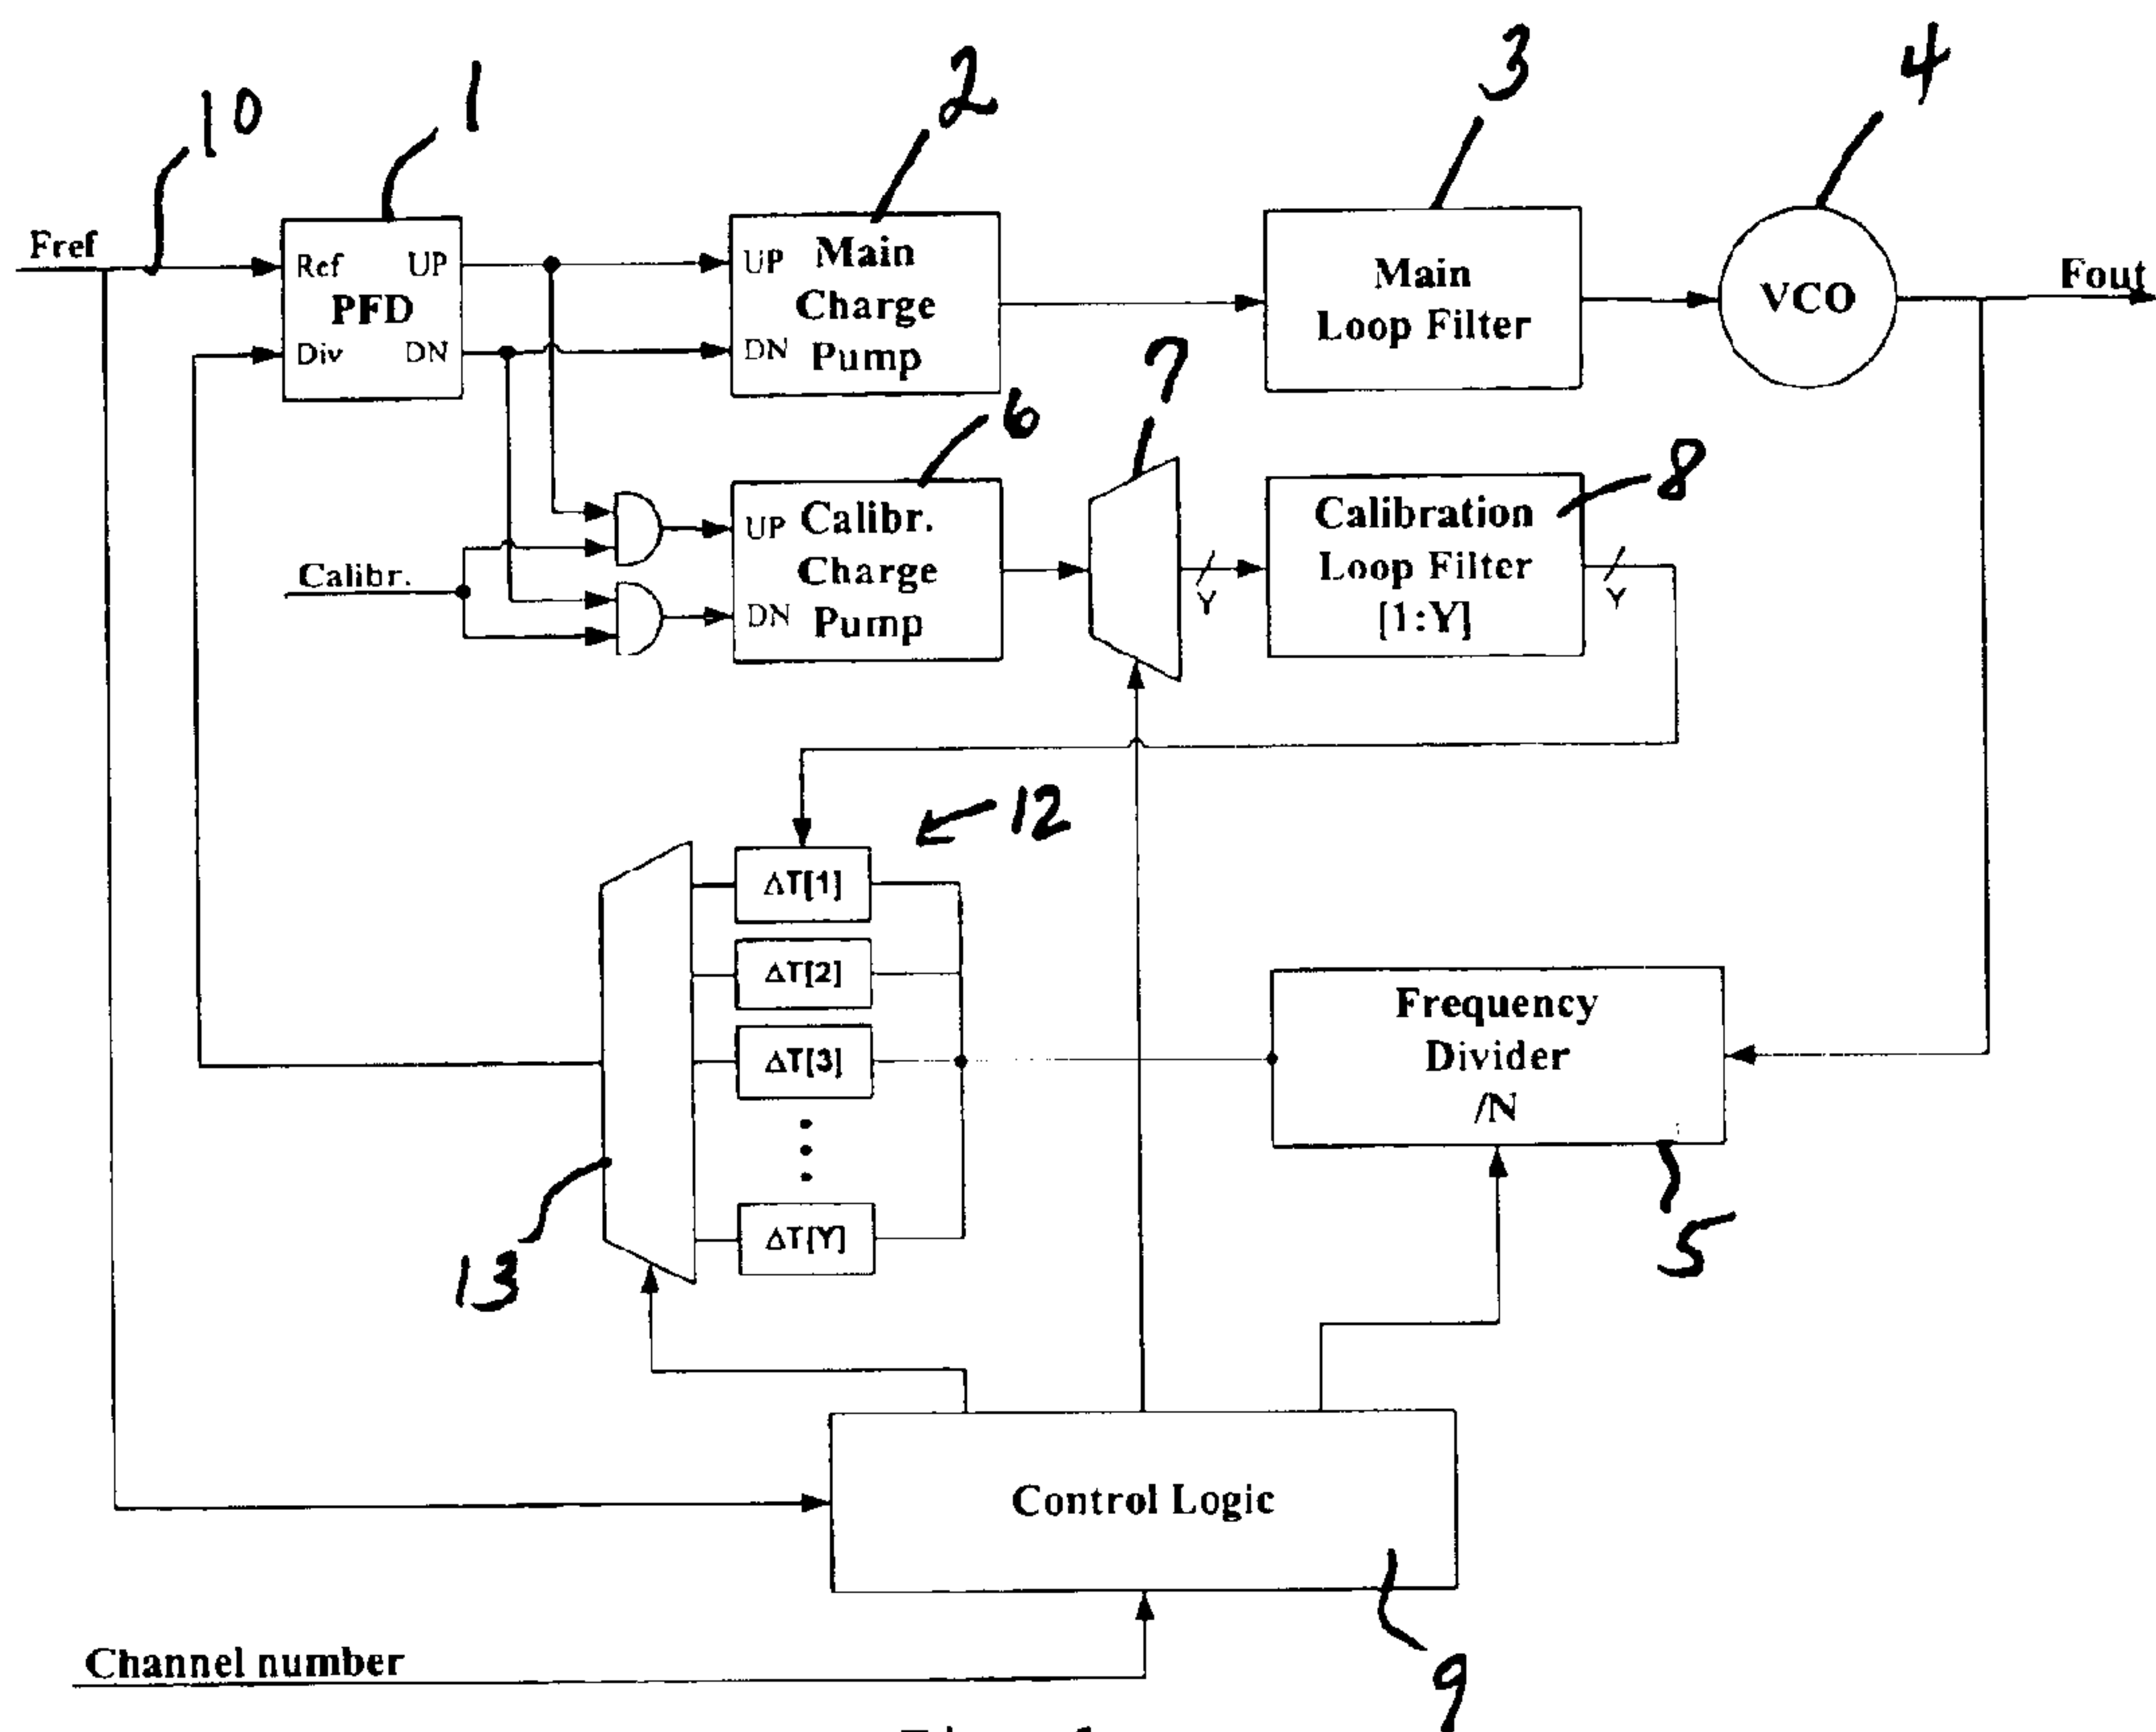 10
1
2
3
4
Fref
Ref
UP
PFD
Div
DN
UP
Main
Charge
DN
Pump
Main
Loop Filter
VCO
Fout
6
7
8
Calibr.
UP
Calibr.
Charge
DN
Pump
Y
Calibration
Loop Filter
[1:Y]
Y
12
ΔT[1]
ΔT[2]
ΔT[3]
ΔT[Y]
13
Frequency
Divider
/N
5
Control Logic
9
Channel number